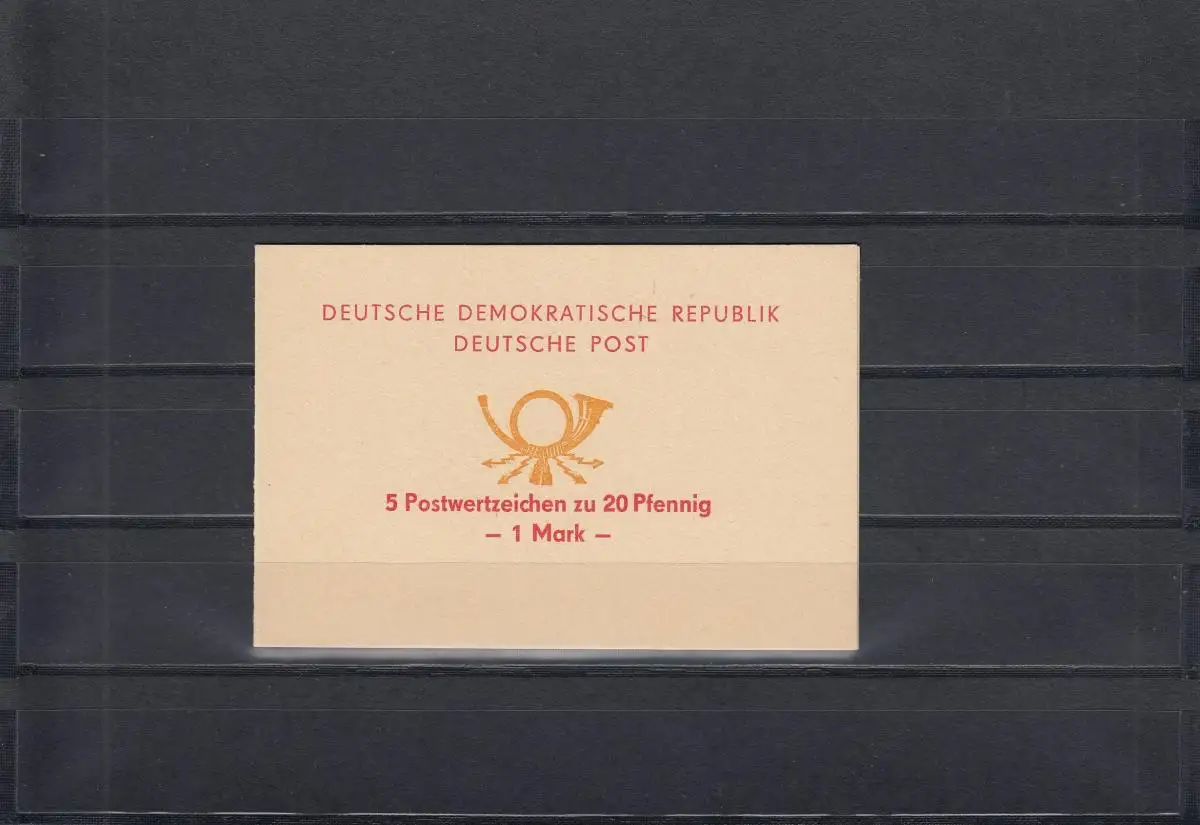 DEUTSCHE DEMOKRATISCHE REPUBLIK
DEUTSCHE POST
5 Postwertzeichen zu 20 Pfennig
– 1 Mark –